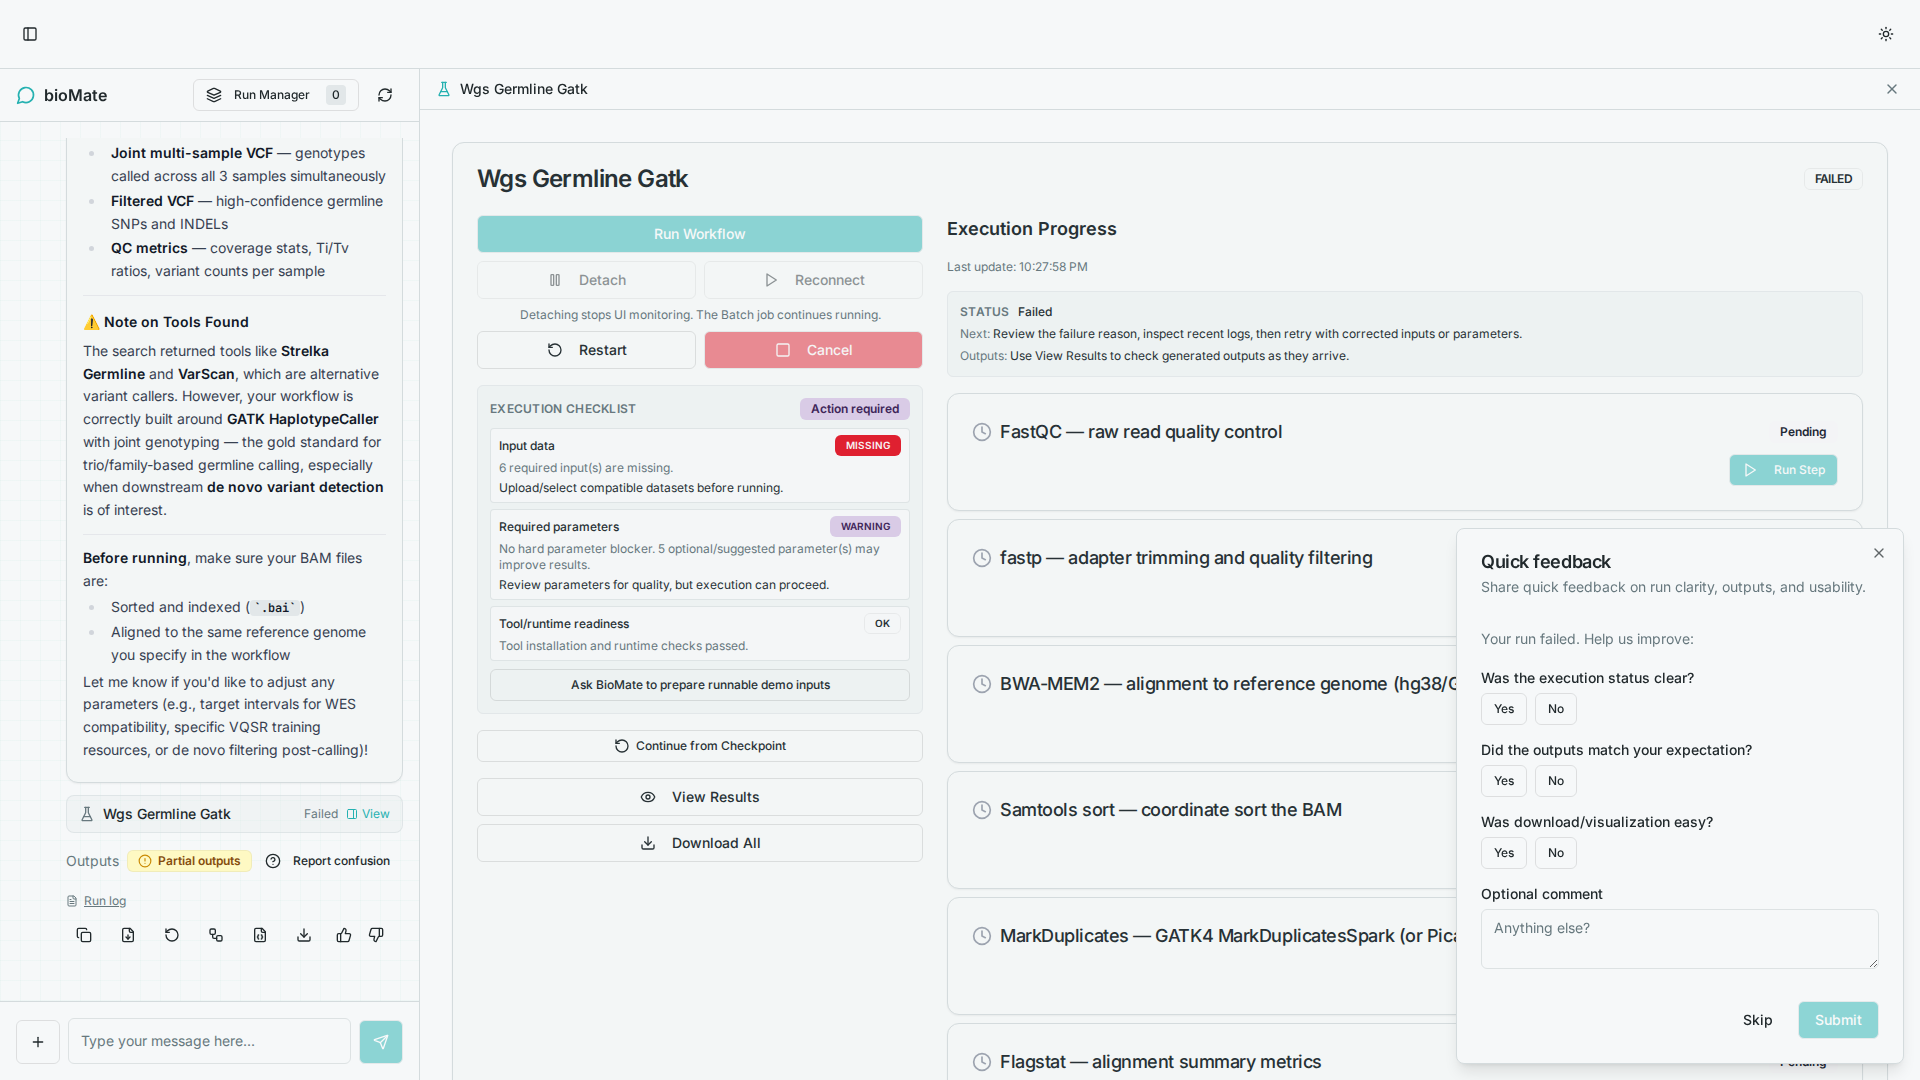 bioMate
Run Manager 0
Joint multi-sample VCF — genotypes
called across all 3 samples simultaneously
Filtered VCF — high-confidence germline
SNPs and INDELs
QC metrics — coverage stats, Ti/Tv
ratios, variant counts per sample
⚠️ Note on Tools Found
The search returned tools like Strelka
Germline and VarScan, which are alternative
variant callers. However, your workflow is
correctly built around GATK HaplotypeCaller
with joint genotyping — the gold standard for
trio/family-based germline calling, especially
when downstream de novo variant detection
is of interest.
Before running, make sure your BAM files
are:
Sorted and indexed (`.bai`)
Aligned to the same reference genome
you specify in the workflow
Let me know if you'd like to adjust any
parameters (e.g., target intervals for WES
compatibility, specific VQSR training
resources, or de novo filtering post-calling)!
Wgs Germline Gatk Failed View
Outputs Partial outputs Report confusion
Run log
Type your message here...
Wgs Germline Gatk
Wgs Germline Gatk
FAILED
Run Workflow
Detach Reconnect
Detaching stops UI monitoring. The Batch job continues running.
Restart Cancel
EXECUTION CHECKLIST Action required
Input data MISSING
6 required input(s) are missing.
Upload/select compatible datasets before running.
Required parameters WARNING
No hard parameter blocker. 5 optional/suggested parameter(s) may
improve results.
Review parameters for quality, but execution can proceed.
Tool/runtime readiness OK
Tool installation and runtime checks passed.
Ask BioMate to prepare runnable demo inputs
Continue from Checkpoint
View Results
Download All
Execution Progress
Last update: 10:27:58 PM
STATUS Failed
Next: Review the failure reason, inspect recent logs, then retry with corrected inputs or parameters.
Outputs: Use View Results to check generated outputs as they arrive.
FastQC — raw read quality control Pending
Run Step
fastp — adapter trimming and quality filtering
BWA-MEM2 — alignment to reference genome (hg38/G
Samtools sort — coordinate sort the BAM
MarkDuplicates — GATK4 MarkDuplicatesSpark (or Pica
Flagstat — alignment summary metrics
Quick feedback
Share quick feedback on run clarity, outputs, and usability.
Your run failed. Help us improve:
Was the execution status clear?
Yes No
Did the outputs match your expectation?
Yes No
Was download/visualization easy?
Yes No
Optional comment
Anything else?
Skip Submit